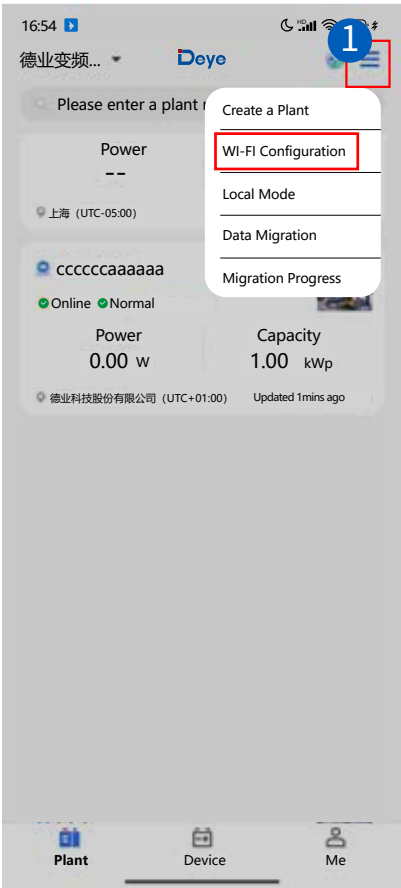 16:54
1
德业变频...
Deye
Please enter a plant
Create a Plant
Power
WI-FI Configuration
--
Local Mode
上海 (UTC-05:00)
Data Migration
ccccccaaaaaa
Migration Progress
Online Normal
Power
Capacity
0.00 W
1.00 kWp
德业科技股份有限公司 (UTC+01:00)
Updated 1mins ago
Plant
Device
Me